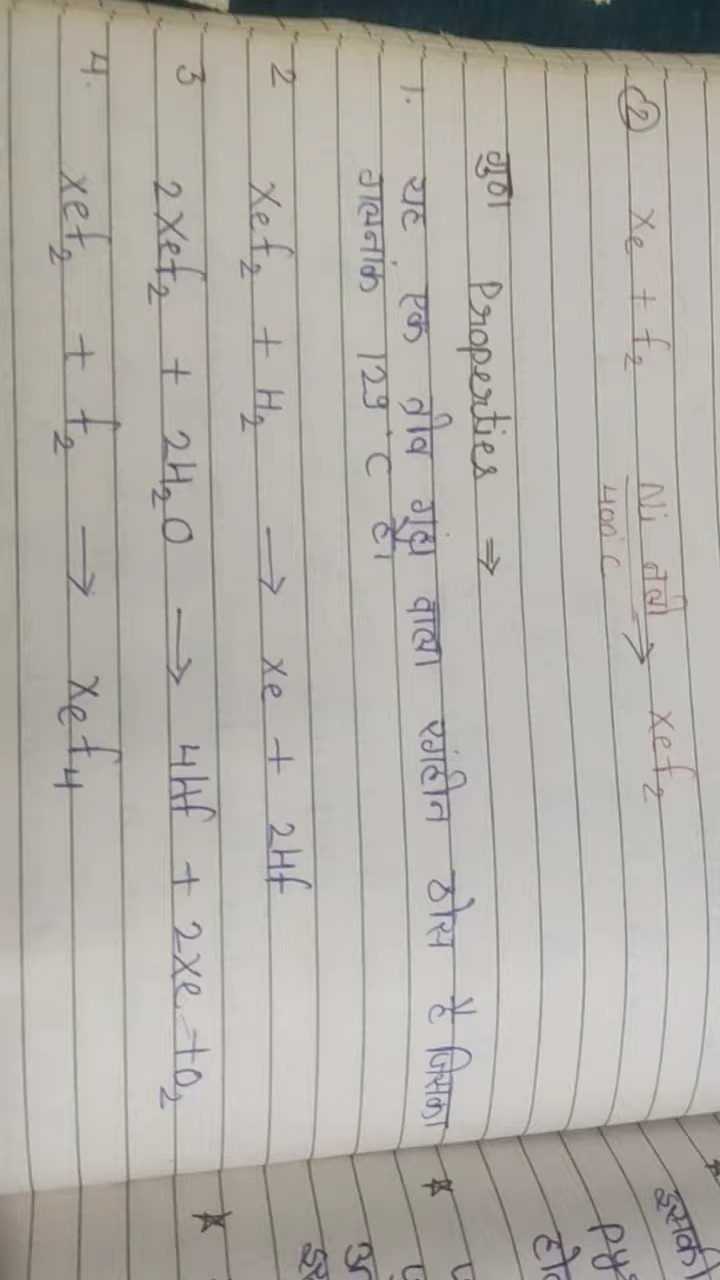 ② Xe + f₂ Ni नली/400°C → Xef₂
गुण Properties ⇒
1. यह एक तीव्र गंध वाला रंगहीन ठोस है जिसका
गलनांक 129°C है।
2 Xef₂ + H₂ → Xe + 2Hf
3 2Xef₂ + 2H₂O → 4Hf + 2Xe + O₂
4. Xef₂ + f₂ → Xef₄
इसकी